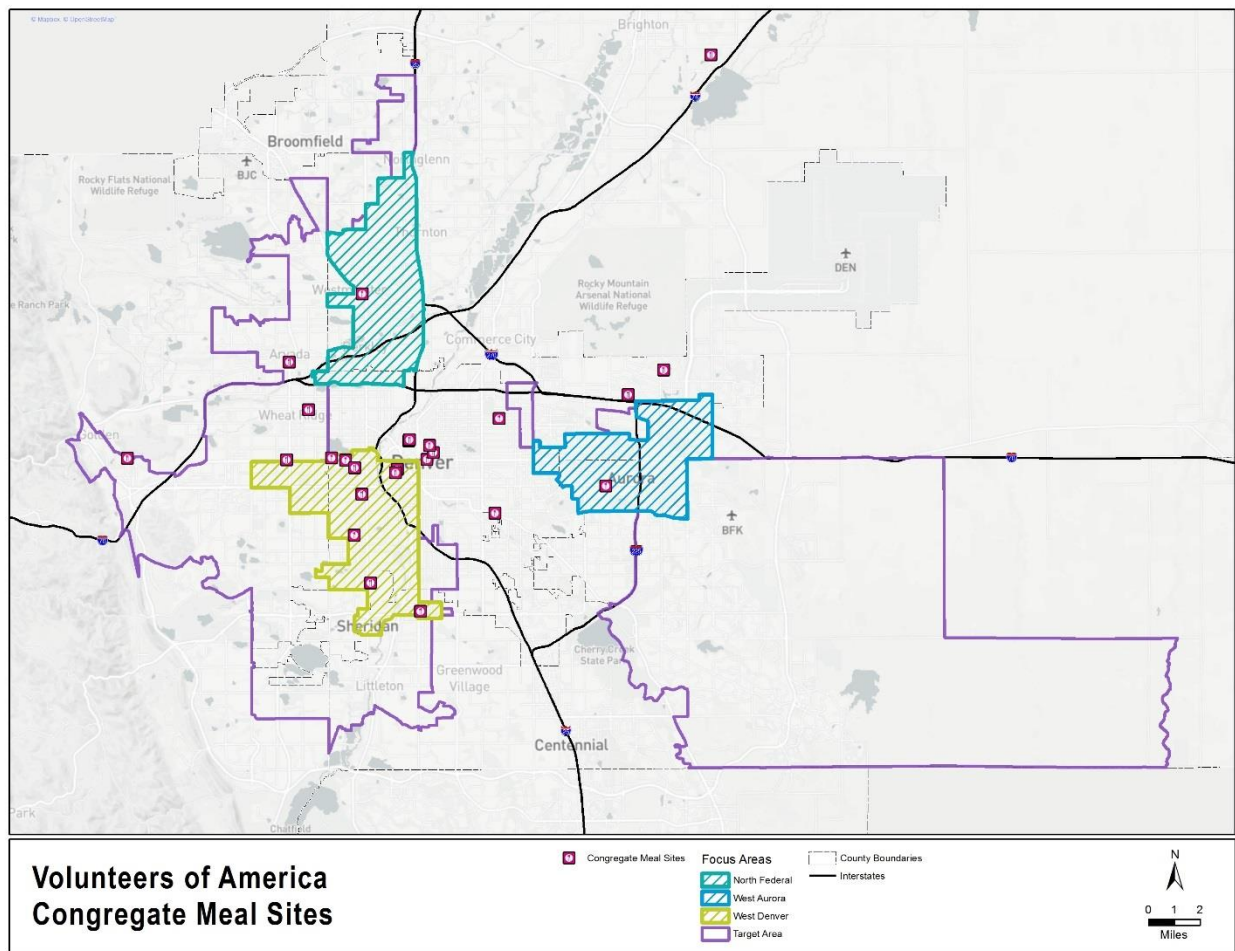 © Mapbox, © OpenStreetMap
Brighton
Broomfield
BJC
Northglenn
Rocky Flats National
Wildlife Refuge
Thornton
DEN
Rocky Mountain
Arsenal National
Wildlife Refuge
e Ranch Park
Commerce City
Arvada
Wheat Ridge
Golden
Denver
Aurora
BFK
Sheridan
Cherry Creek
State Park
Greenwood
Village
Littleton
Centennial
Park
Chatfield
Volunteers of America
Congregate Meal Sites
Congregate Meal Sites
Focus Areas
North Federal
West Aurora
West Denver
Target Area
County Boundaries
Interstates
N
0 1 2
Miles